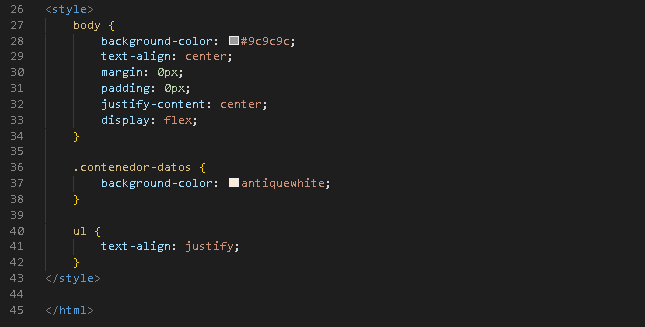 26 <style>
27 body {
28 background-color: #9c9c9c;
29 text-align: center;
30 margin: 0px;
31 padding: 0px;
32 justify-content: center;
33 display: flex;
34 }
35
36 .contenedor-datos {
37 background-color: antiquewhite;
38 }
39
40 ul {
41 text-align: justify;
42 }
43 </style>
44
45 </html>